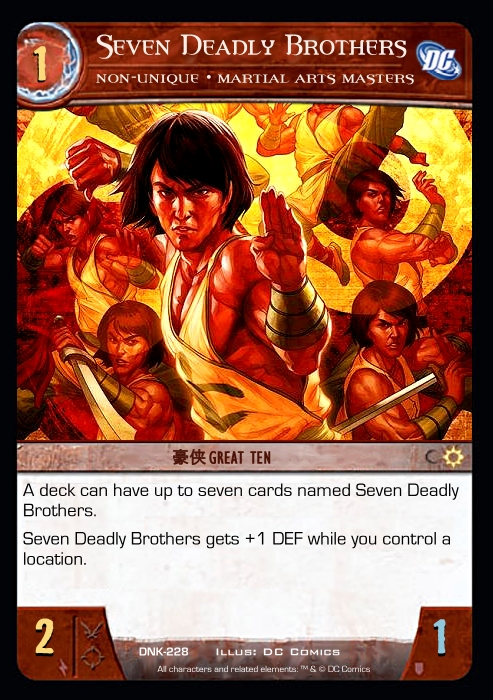 1
SEVEN DEADLY BROTHERS
DC
NON-UNIQUE • MARTIAL ARTS MASTERS
豪侠 GREAT TEN
A deck can have up to seven cards named Seven Deadly
Brothers.
Seven Deadly Brothers gets +1 DEF while you control a
location.
2
1
DNK-228 ILLUS: DC COMICS
All characters and related elements: ™ & © DC Comics